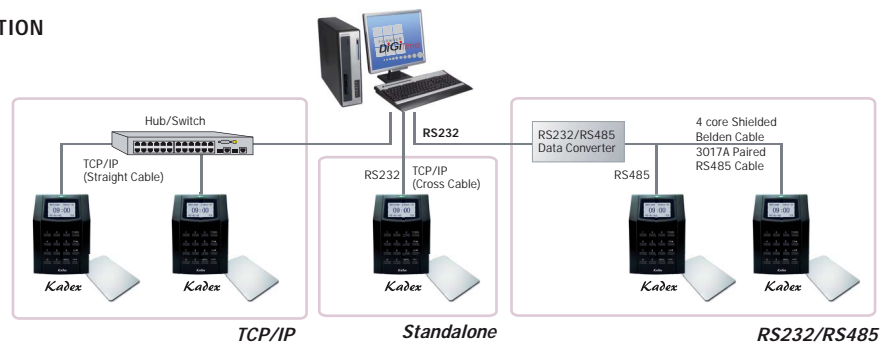 TION
DiGi
Hub/Switch
TCP/IP
(Straight Cable)
RS232
RS232
TCP/IP
(Cross Cable)
RS232/RS485
Data Converter
RS485
4 core Shielded
Belden Cable
3017A Paired
RS485 Cable
09:00
Kadex
09:00
Kadex
09:00
Kadex
09:00
Kadex
09:00
Kadex
TCP/IP
Standalone
RS232/RS485